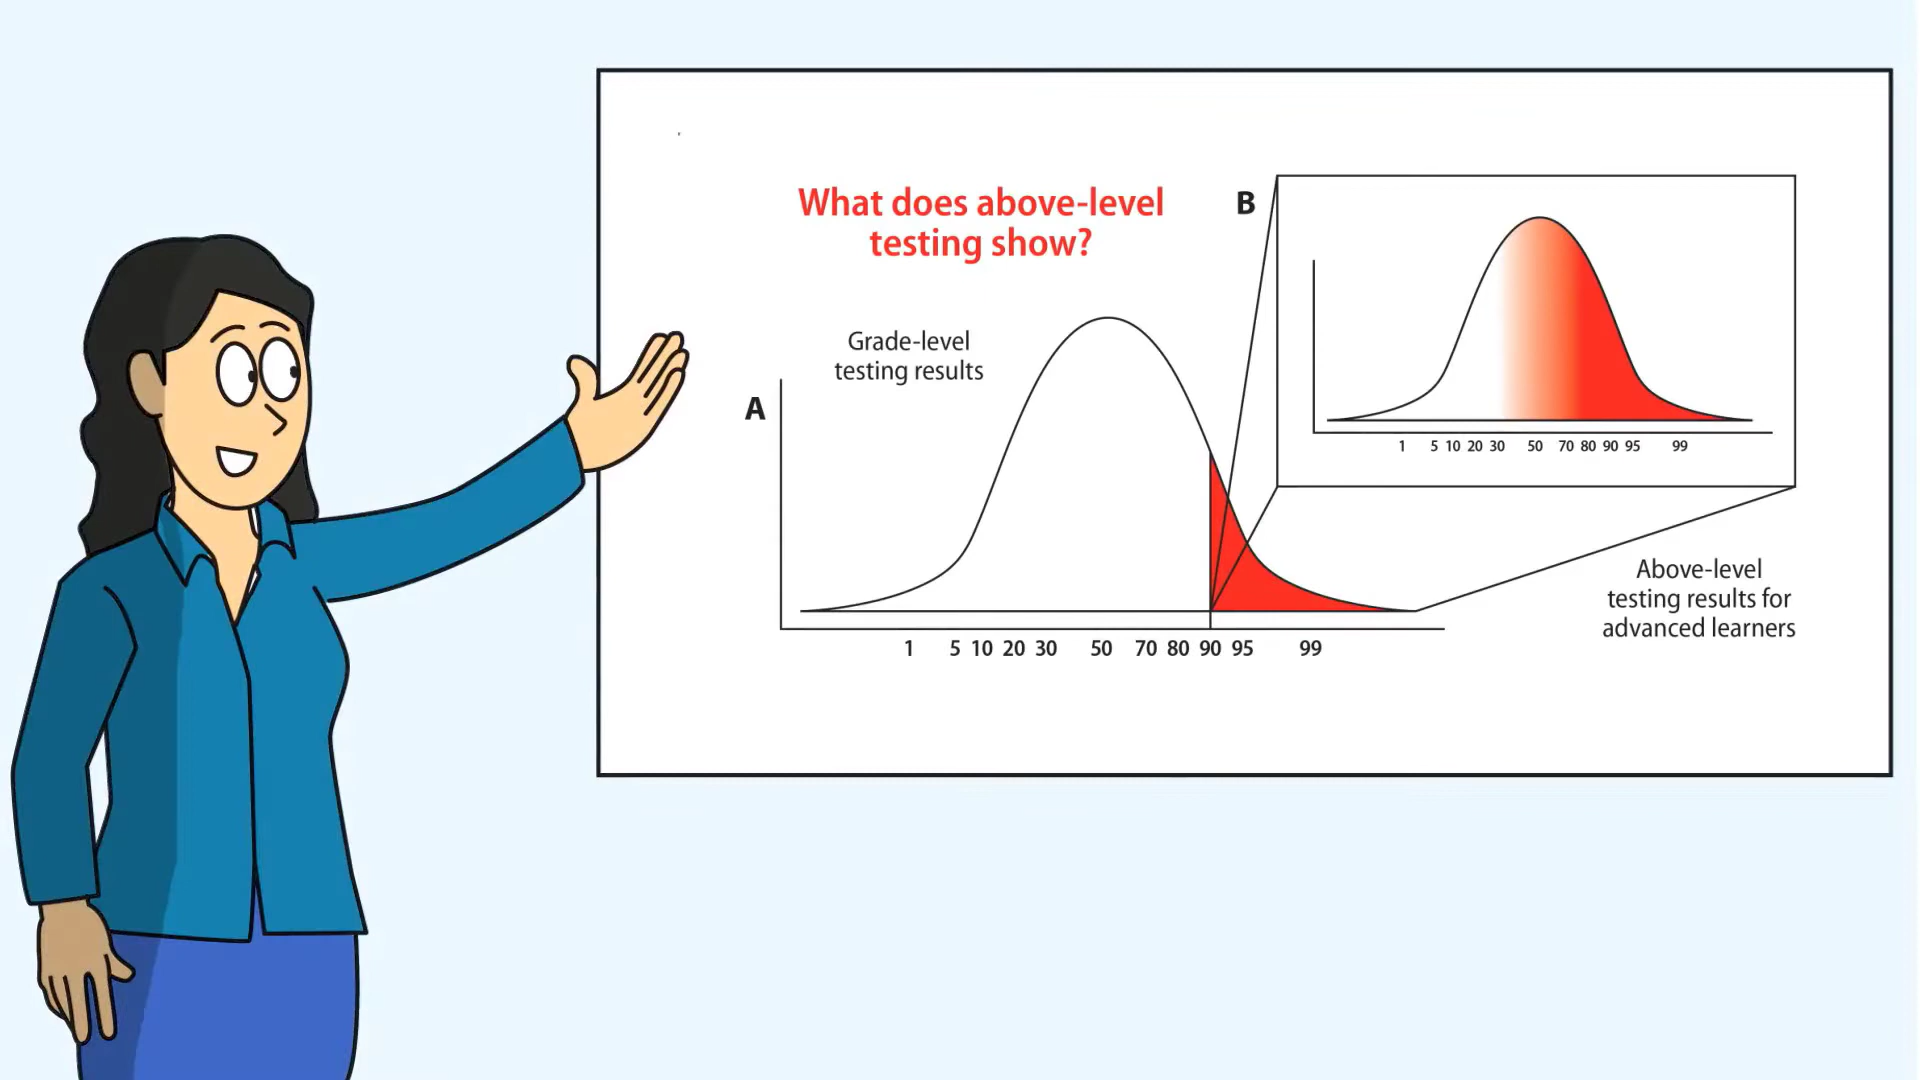 What does above-level
testing show?
B
1 5 10 20 30 50 70 80 90 95 99
Grade-level
testing results
A
1 5 10 20 30 50 70 80 90 95 99
Above-level
testing results for
advanced learners